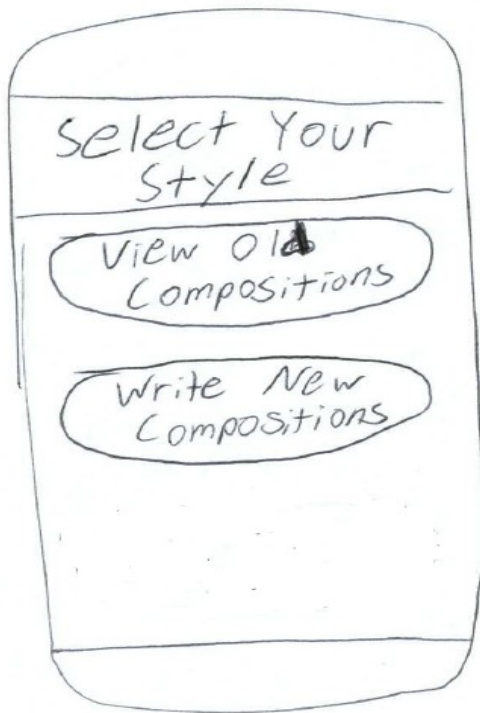 Select Your
Style
View Old
Compositions
Write New
Compositions